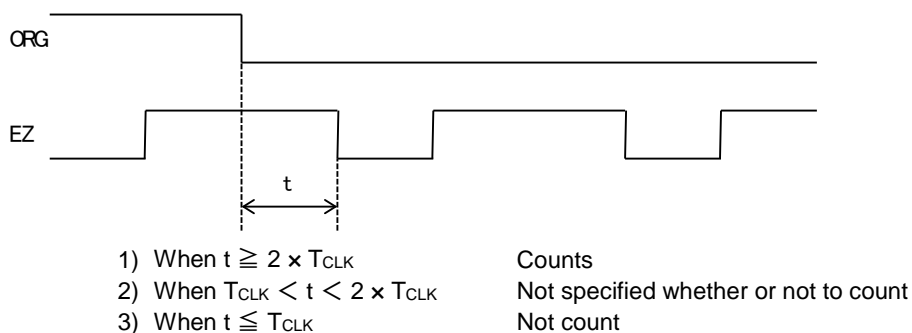 ORG
EZ
t
1) When t ≧ 2 × TCLK Counts
2) When TCLK < t < 2 × TCLK Not specified whether or not to count
3) When t ≦ TCLK Not count